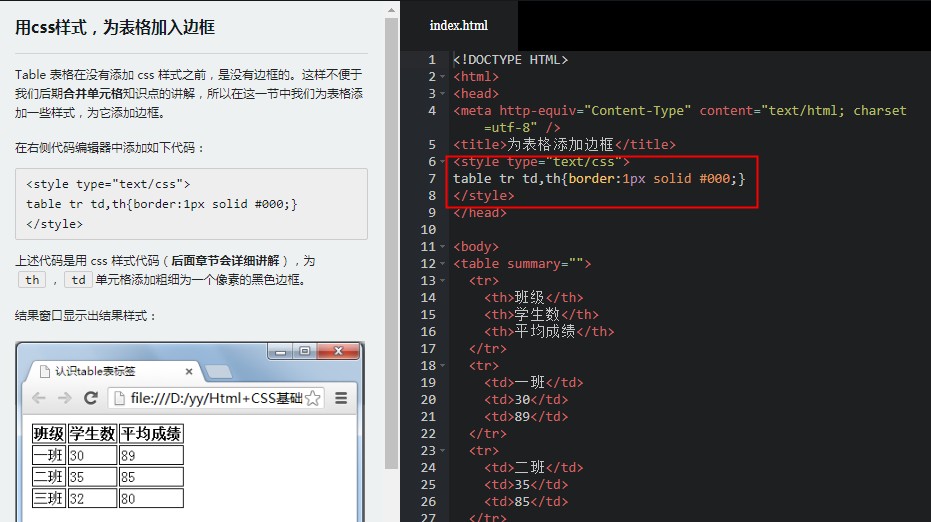 用css样式，为表格加入边框
Table 表格在没有添加 css 样式之前，是没有边框的。这样不便于
我们后期合并单元格知识点的讲解，所以在这一节中我们为表格添
加一些样式，为它添加边框。
在右侧代码编辑器中添加如下代码：
<style type="text/css">
table tr td,th{border:1px solid #000;}
</style>
上述代码是用 css 样式代码（后面章节会详细讲解），为
th ， td 单元格添加粗细为一个像素的黑色边框。
结果窗口显示出结果样式：
认识table表标签
file:///D:/yy/Html+CSS基础
班级 学生数 平均成绩
一班 30 89
二班 35 85
三班 32 80
index.html
1 <!DOCTYPE HTML>
2 <html>
3 <head>
4 <meta http-equiv="Content-Type" content="text/html; charset
=utf-8" />
5 <title>为表格添加边框</title>
6 <style type="text/css">
7 table tr td,th{border:1px solid #000;}
8 </style>
9 </head>
10
11 <body>
12 <table summary="">
13 <tr>
14 <th>班级</th>
15 <th>学生数</th>
16 <th>平均成绩</th>
17 </tr>
18 <tr>
19 <td>一班</td>
20 <td>30</td>
21 <td>89</td>
22 </tr>
23 <tr>
24 <td>二班</td>
25 <td>35</td>
26 <td>85</td>
27 </tr>